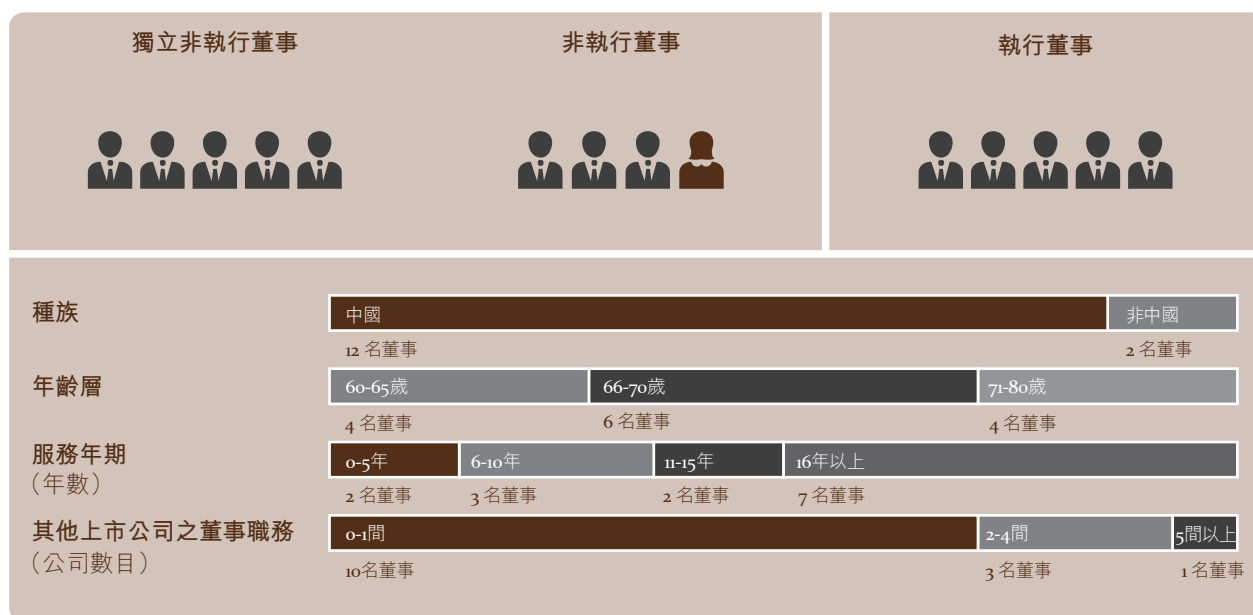 獨立非執行董事
非執行董事
執行董事
種族
中國
非中國
12 名董事
2 名董事
年齡層
60-65歲
66-70歲
71-80歲
4 名董事
6 名董事
4 名董事
服務年期
(年數)
0-5年
6-10年
11-15年
16年以上
2 名董事
3 名董事
2 名董事
7 名董事
其他上市公司之董事職務
(公司數目)
0-1間
2-4間
5間以上
10名董事
3 名董事
1 名董事